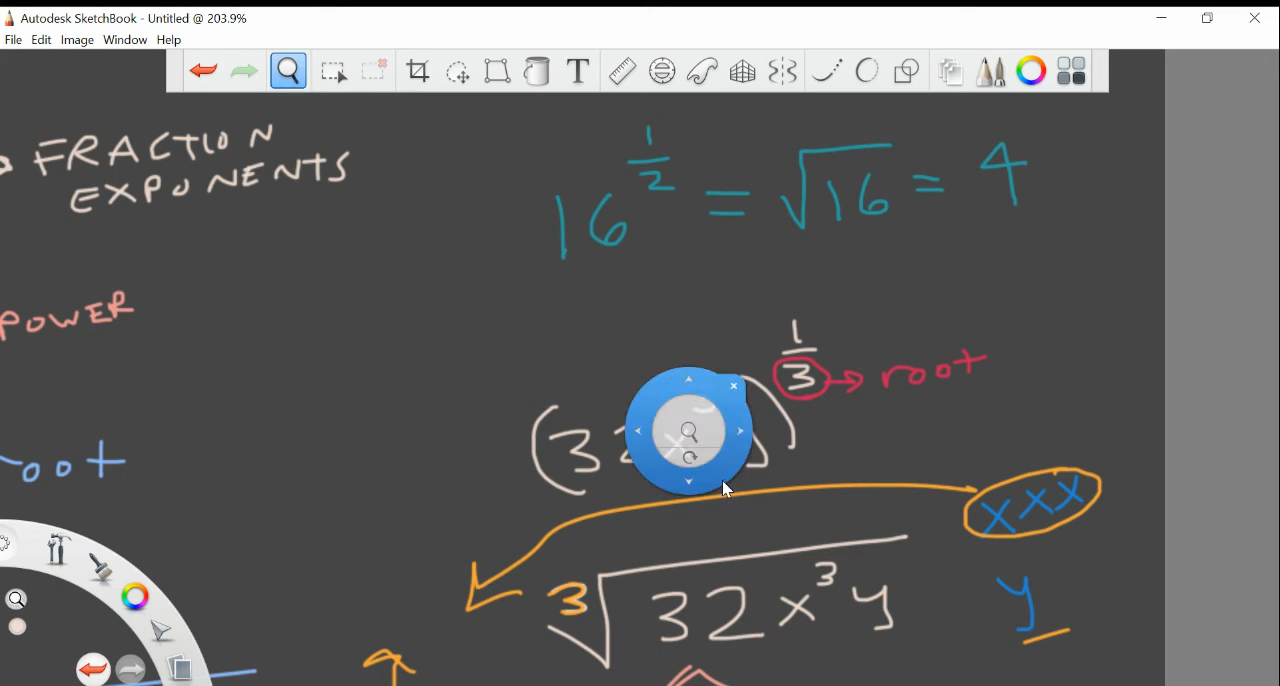 Autodesk SketchBook - Untitled @ 203.9%
File Edit Image Window Help
T
FRACTION
EXPONENTS
16^{1/2} = √16 = 4
POWER
1/3 → root
(3
root
xxx
∛32x³y
y